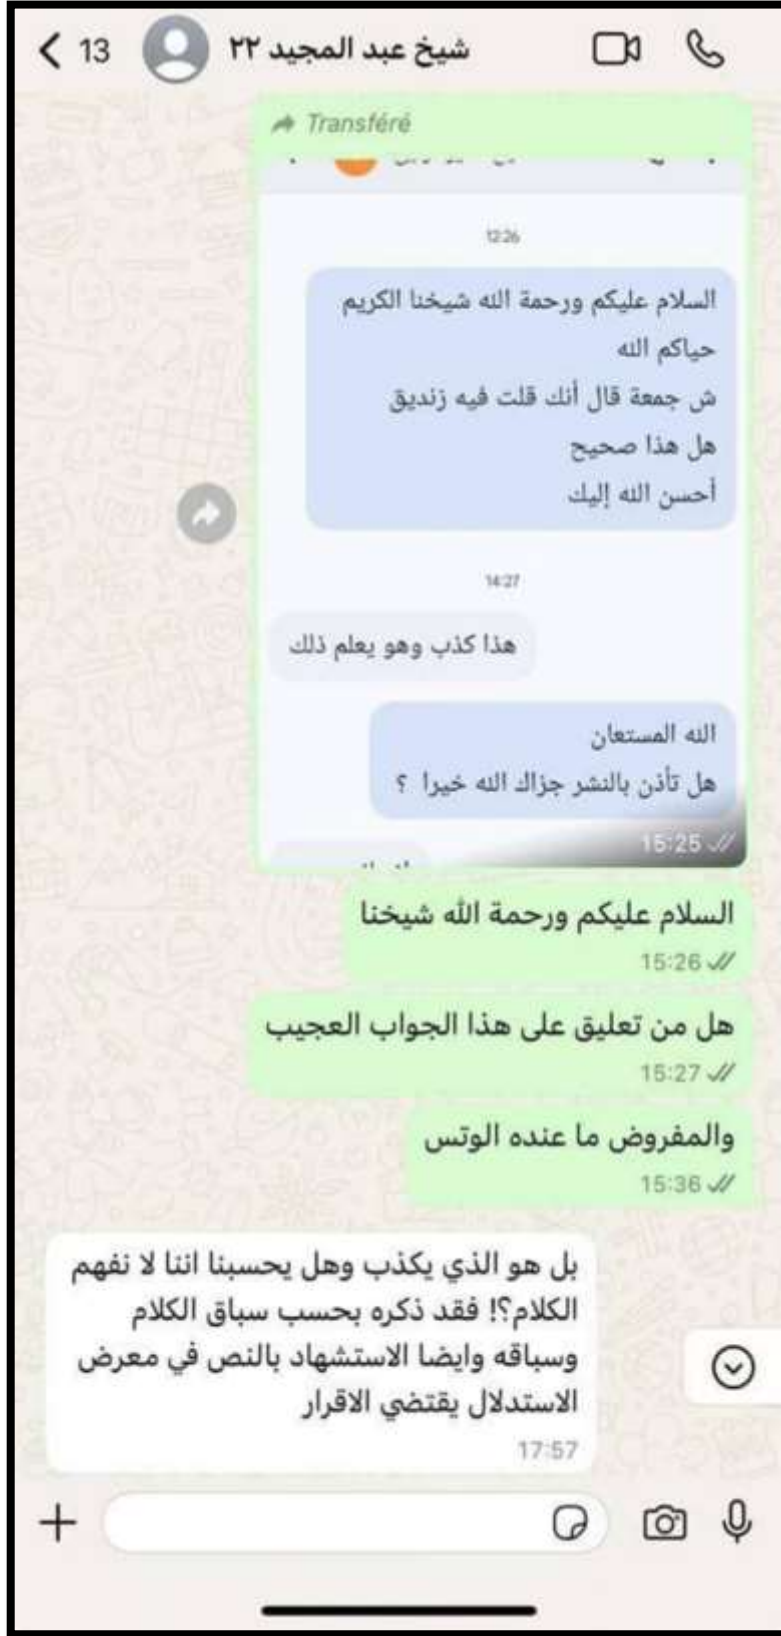 13
شيخ عبد المجيد ٢٢
Transféré
12:26
السلام عليكم ورحمة الله شيخنا الكريم
حياكم الله
ش جمعة قال أنك قلت فيه زنديق
هل هذا صحيح
أحسن الله إليك
14:27
هذا كذب وهو يعلم ذلك
الله المستعان
هل تأذن بالنشر جزاك الله خيرا ؟
15:25
السلام عليكم ورحمة الله شيخنا
15:26
هل من تعليق على هذا الجواب العجيب
15:27
والمفروض ما عنده الوتس
15:36
بل هو الذي يكذب وهل يحسبنا اننا لا نفهم
الكلام؟! فقد ذكره بحسب سباق الكلام
وسباقه وايضا الاستشهاد بالنص في معرض
الاستدلال يقتضي الاقرار
17:57